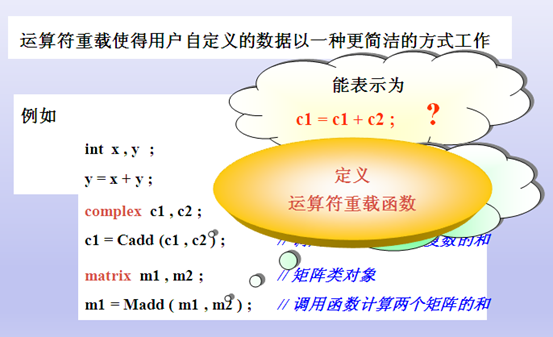 运算符重载使得用户自定义的数据以一种更简洁的方式工作
能表示为
c1 = c1 + c2 ; ?
例如
int x , y ;
y = x + y ;
定义
运算符重载函数
complex c1 , c2 ;
c1 = Cadd ( c1 , c2 ) ; // 复数的和
matrix m1 , m2 ; // 矩阵类对象
m1 = Madd ( m1 , m2 ) ; // 调用函数计算两个矩阵的和